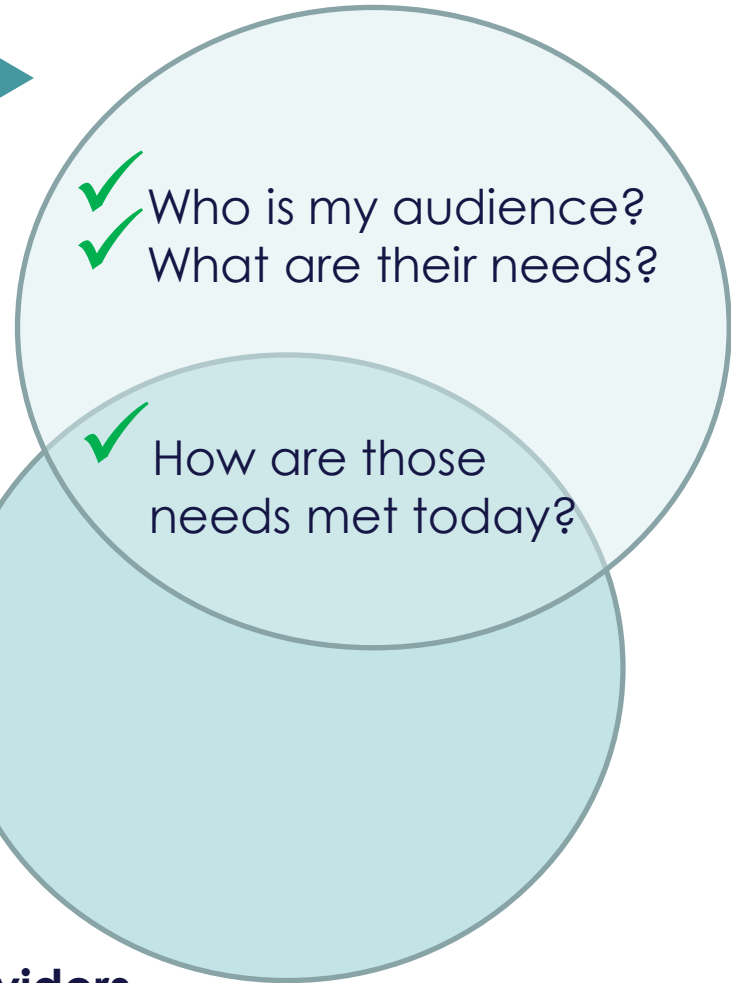 Who is my audience?
What are their needs?
How are those
needs met today?